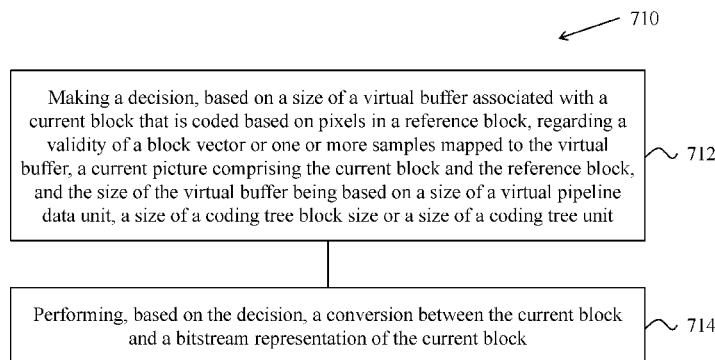 710
Making a decision, based on a size of a virtual buffer associated with a
current block that is coded based on pixels in a reference block, regarding a
validity of a block vector or one or more samples mapped to the virtual
buffer, a current picture comprising the current block and the reference block,
and the size of the virtual buffer being based on a size of a virtual pipeline
data unit, a size of a coding tree block size or a size of a coding tree unit
712
Performing, based on the decision, a conversion between the current block
and a bitstream representation of the current block
714